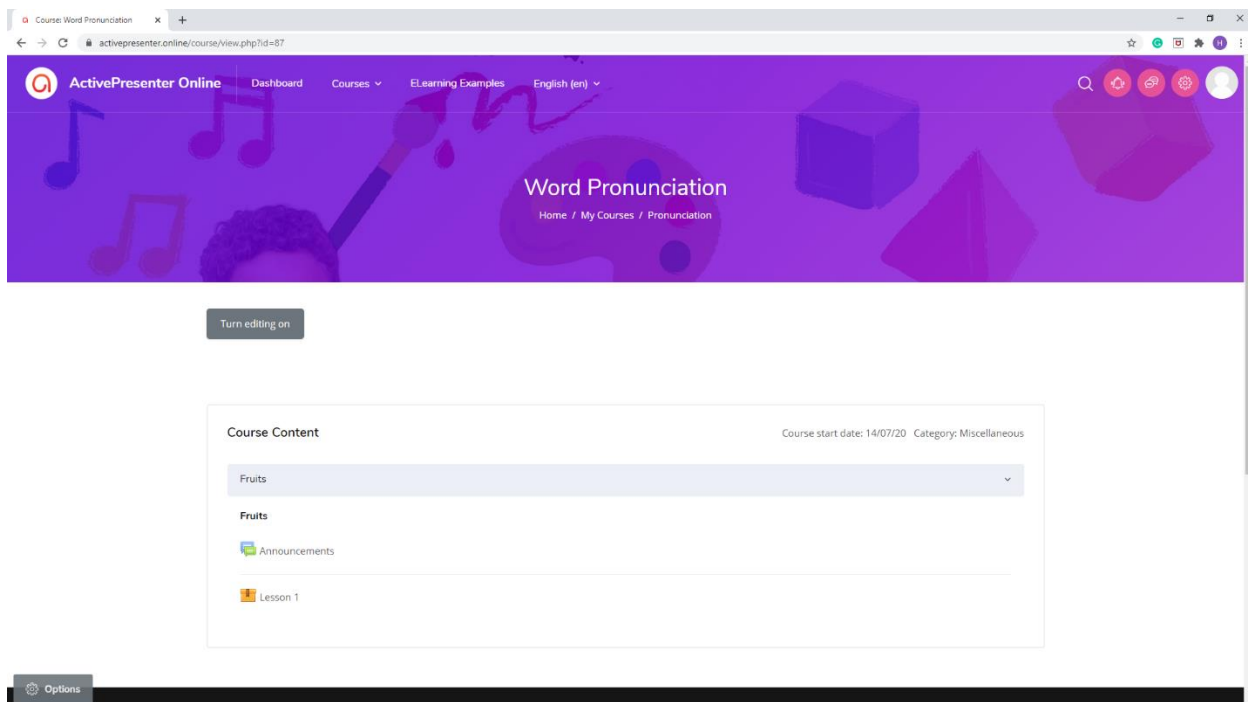 Course: Word Pronunciation
activepresenter.online/course/view.php?id=87
H
ActivePresenter Online Dashboard Courses ELearning Examples English (en)
Word Pronunciation
Home / My Courses / Pronunciation
Turn editing on
Course Content Course start date: 14/07/20 Category: Miscellaneous
Fruits
Fruits
Announcements
Lesson 1
Options